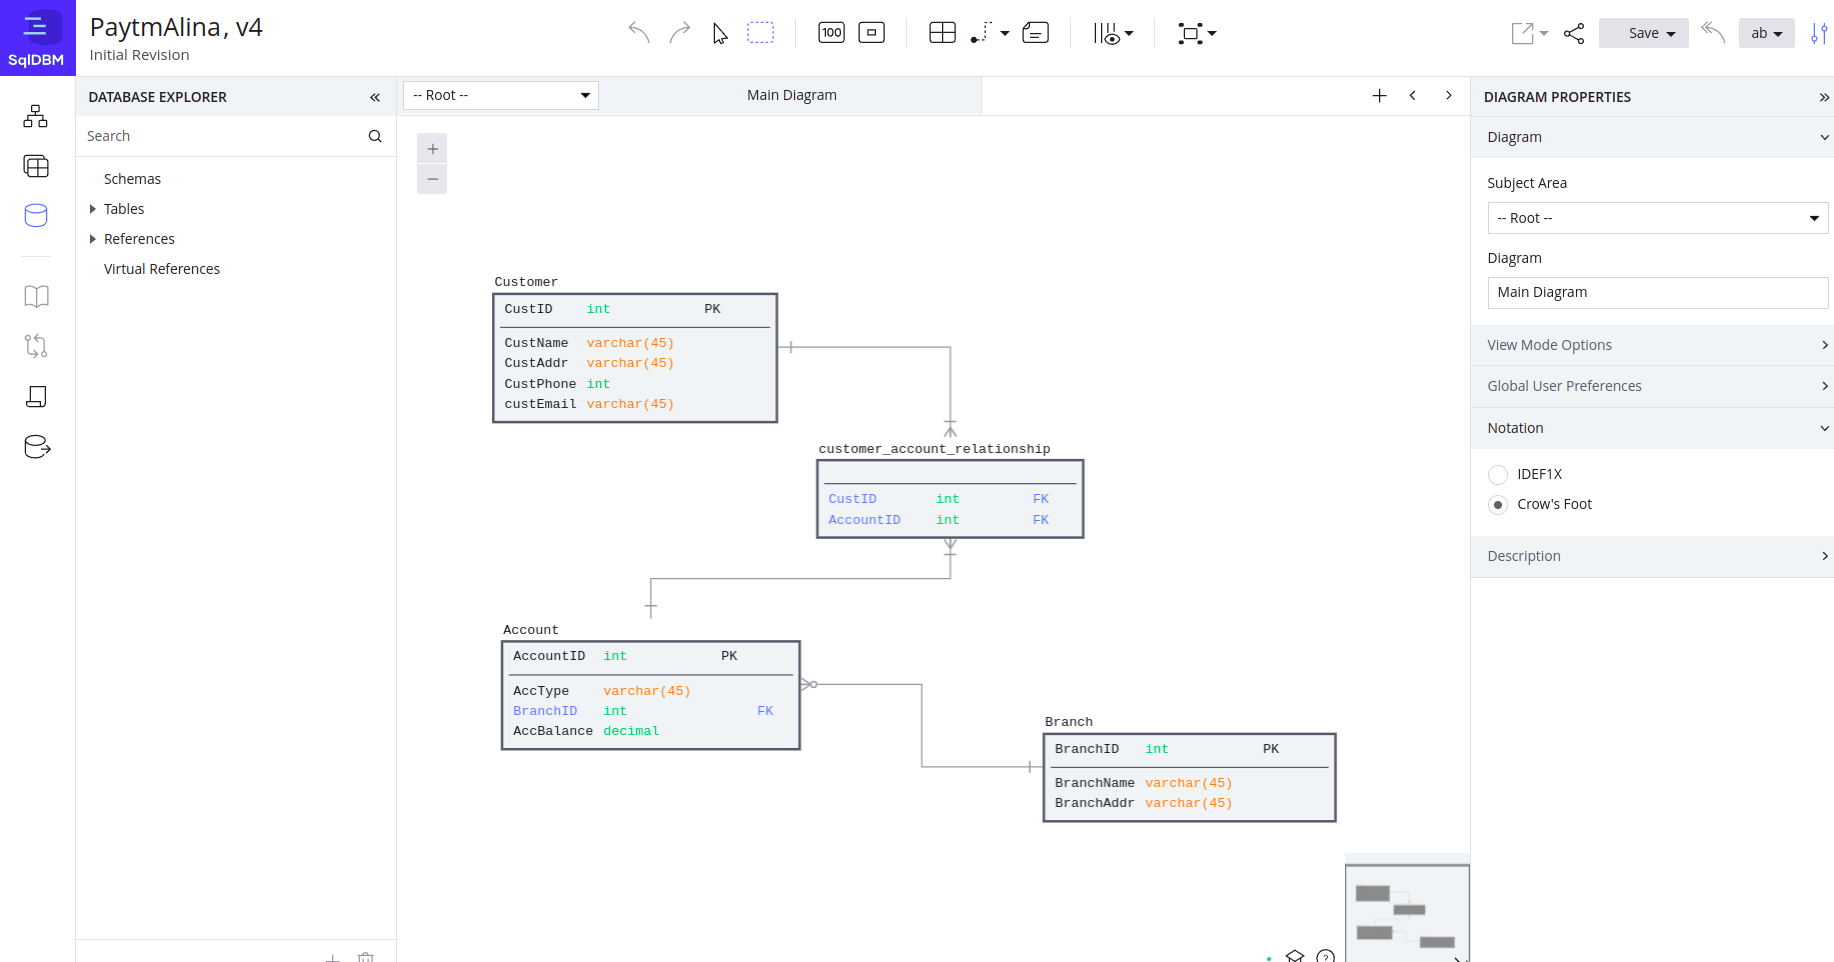 SqlDBM
PaytmAlina, v4
Initial Revision
100
Save
ab
DATABASE EXPLORER
Search
Schemas
Tables
References
Virtual References
-- Root --
Main Diagram
Customer
CustID int PK
CustName varchar(45)
CustAddr varchar(45)
CustPhone int
custEmail varchar(45)
customer_account_relationship
CustID int FK
AccountID int FK
Account
AccountID int PK
AccType varchar(45)
BranchID int FK
AccBalance decimal
Branch
BranchID int PK
BranchName varchar(45)
BranchAddr varchar(45)
DIAGRAM PROPERTIES
Diagram
Subject Area
-- Root --
Diagram
Main Diagram
View Mode Options
Global User Preferences
Notation
IDEF1X
Crow's Foot
Description